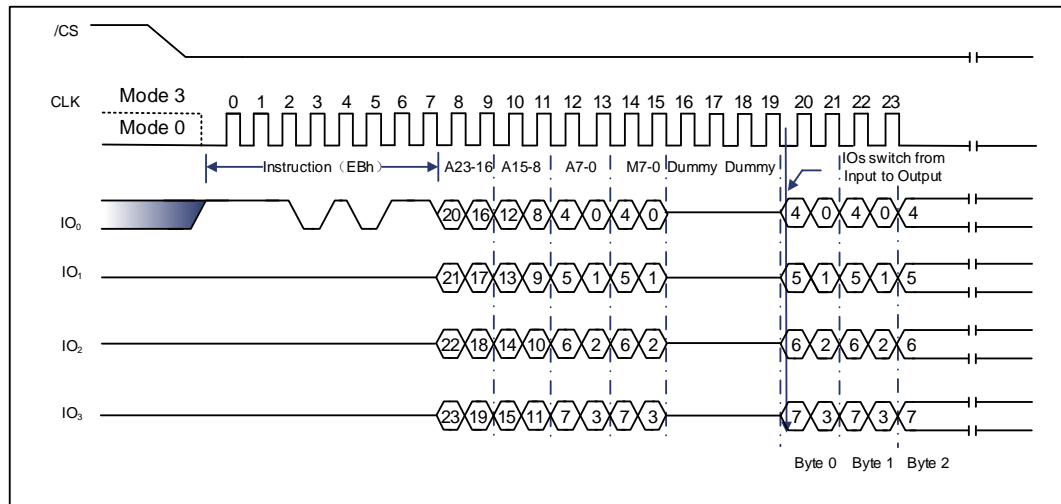 /CS
CLK
Mode 3
Mode 0
0 1 2 3 4 5 6 7 8 9 10 11 12 13 14 15 16 17 18 19 20 21 22 23
Instruction（EBh） A23-16 A15-8 A7-0 M7-0 Dummy Dummy
IOs switch from
Input to Output
IO0 20 16 12 8 4 0 4 0 4 0 4 0 4
IO1 21 17 13 9 5 1 5 1 5 1 5 1 5
IO2 22 18 14 10 6 2 6 2 6 2 6 2 6
IO3 23 19 15 11 7 3 7 3 7 3 7 3 7
Byte 0 Byte 1 Byte 2